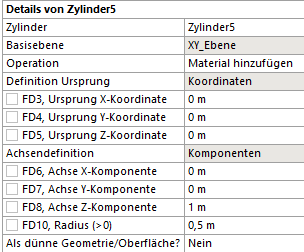 Details von Zylinder5
Zylinder Zylinder5
Basisebene XY_Ebene
Operation Material hinzufügen
Definition Ursprung Koordinaten
FD3, Ursprung X-Koordinate 0 m
FD4, Ursprung Y-Koordinate 0 m
FD5, Ursprung Z-Koordinate 0 m
Achsendefinition Komponenten
FD6, Achse X-Komponente 0 m
FD7, Achse Y-Komponente 0 m
FD8, Achse Z-Komponente 1 m
FD10, Radius (>0) 0,5 m
Als dünne Geometrie/Oberfläche? Nein